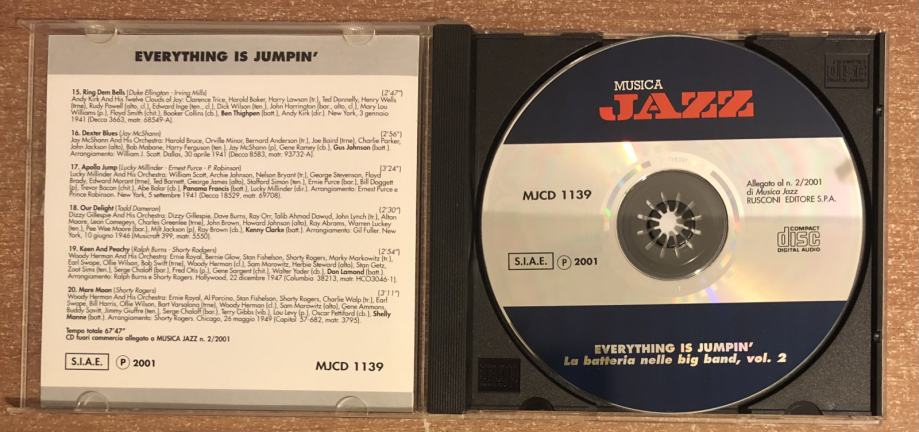 EVERYTHING IS JUMPIN'
15. Ring Dem Bells (Duke Ellington - Irving Mills) (2'47")
Andy Kirk And His Twelve Clouds of Joy: Clarence Trice, Harold Baker, Harry Lawson (tr.), Ted Donnelly, Henry Wells
(tne), Rudy Powell (alto, cl.), Edward Inge (ten., cl.), Dick Wilson (ten.), John Harrington (bar., alto, cl.), Mary Lou
Williams (p.), Floyd Smith (chit.), Booker Collins (cb.), Ben Thighpen (batt.), Andy Kirk (dir.). New York, 3 gennaio
1941 (Decca 3663, matr. 68549-A).
16. Dexter Blues (Jay McShann) (2'56")
Jay McShann And His Orchestra: Harold Bruce, Orville Minor, Bernard Anderson (tr.), Joe Baird (tne), Charlie Parker,
John Jackson (alto), Bob Mabane, Harry Ferguson (ten.), Jay McShann (p.), Gene Ramey (cb.), Gus Johnson (batt.).
Arrangiamento: William J. Scott. Dallas, 30 aprile 1941 (Decca 8583, matr. 93732-A).
17. Apollo Jump (Lucky Millinder - Ernest Purce - P. Robinson) (3'24")
Lucky Millinder And His Orchestra: William Scott, Archie Johnson, Nelson Bryant (tr.), George Stevenson, Floyd
Brady, Edward Morant (tne), Ted Barnett, George James (alto), Stafford Simon (ten.), Ernie Purce (bar.), Bill Doggett
(p.), Trevor Bacon (chit.), Abe Bolar (cb.), Panama Francis (batt.), Lucky Millinder (dir.). Arrangiamento: Ernest Purce e
Prince Robinson. New York, 5 settembre 1941 (Decca 18529, matr. 69708).
18. Our Delight (Tadd Dameron) (2'30")
Dizzy Gillespie And His Orchestra: Dizzy Gillespie, Dave Burns, Ray Orr, Talib Ahmad Dawud, John Lynch (tr.), Alton
Moore, Leon Comegeys, Charles Greenlee (tne), John Brown, Howard Johnson (alto), Ray Abrams, Warren Luckey
(ten.), Pee Wee Moore (bar.), Milt Jackson (p.), Ray Brown (cb.), Kenny Clarke (batt.). Arrangiamento: Gil Fuller. New
York, 10 giugno 1946 (Musicraft 399, matr. 5550).
19. Keen And Peachy (Ralph Burns - Shorty Rodgers) (2'54")
Woody Herman And His Orchestra: Ernie Royal, Bernie Glow, Stan Fishelson, Shorty Rogers, Marky Markowitz (tr.),
Earl Swope, Ollie Wilson, Bob Swift (tne), Woody Herman (cl.), Sam Marowitz, Herbie Steward (alto), Stan Getz,
Zoot Sims (ten.), Serge Chaloff (bar.), Fred Otis (p.), Gene Sargent (chit.), Walter Yoder (cb.), Don Lamond (batt.).
Arrangiamento: Ralph Burns e Shorty Rogers. Hollywood, 22 dicembre 1947 (Columbia 38213, matr. HCO3046-1).
20. More Moon (Shorty Rogers) (3'11")
Woody Herman And His Orchestra: Ernie Royal, Al Porcino, Stan Fishelson, Shorty Rogers, Charlie Walp (tr.), Earl
Swope, Bill Harris, Ollie Wilson, Bart Varsalona (tne), Woody Herman (cl.), Sam Marowitz (alto), Gene Ammons,
Buddy Savitt, Jimmy Giuffre (ten.), Serge Chaloff (bar.), Terry Gibbs (vib.), Lou Levy (p.), Oscar Pettiford (cb.), Shelly
Manne (batt.). Arrangiamento: Shorty Rogers. Chicago, 26 maggio 1949 (Capitol 57-682, matr. 3795).
Tempo totale 67'47"
CD fuori commercio allegato a MUSICA JAZZ n. 2/2001
S.I.A.E. P 2001 MJCD 1139
MUSICA
JAZZ
MJCD 1139
Allegato al n. 2/2001
di Musica Jazz
RUSCONI EDITORE S.P.A.
S.I.A.E. P 2001
COMPACT
disc
DIGITAL AUDIO
EVERYTHING IS JUMPIN'
La batteria nelle big band, vol. 2
disc